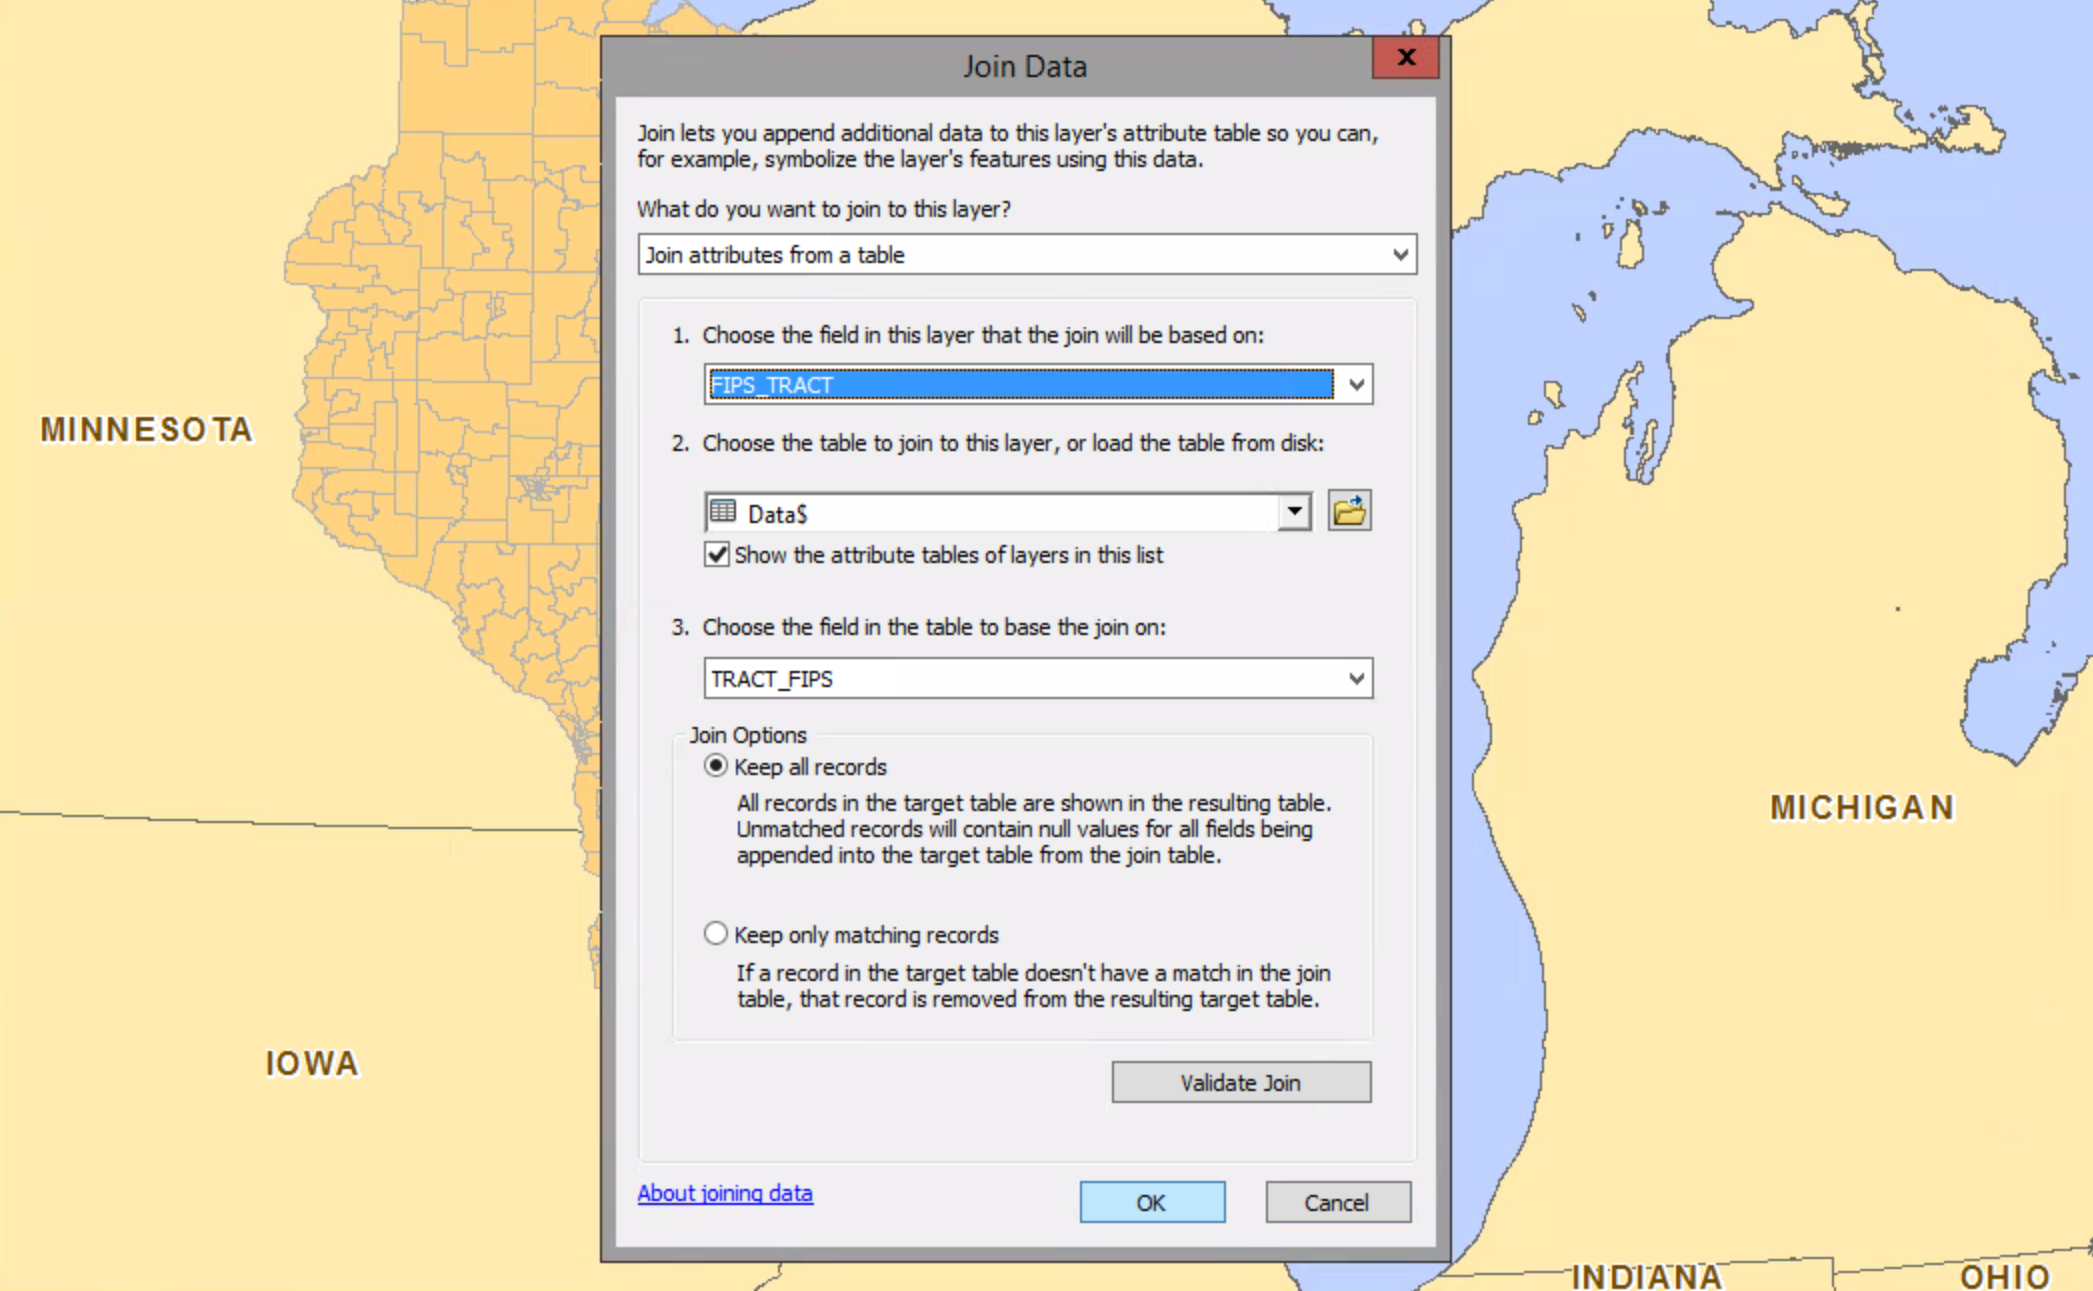 Join Data
x
Join lets you append additional data to this layer's attribute table so you can,
for example, symbolize the layer's features using this data.
What do you want to join to this layer?
Join attributes from a table
1. Choose the field in this layer that the join will be based on:
FIPS_TRACT
MINNESOTA
2. Choose the table to join to this layer, or load the table from disk:
Data$
Show the attribute tables of layers in this list
3. Choose the field in the table to base the join on:
TRACT_FIPS
Join Options
Keep all records
All records in the target table are shown in the resulting table.
Unmatched records will contain null values for all fields being
appended into the target table from the join table.
MICHIGAN
Keep only matching records
If a record in the target table doesn't have a match in the join
table, that record is removed from the resulting target table.
IOWA
Validate Join
About joining data
OK
Cancel
INDIANA
OHIO